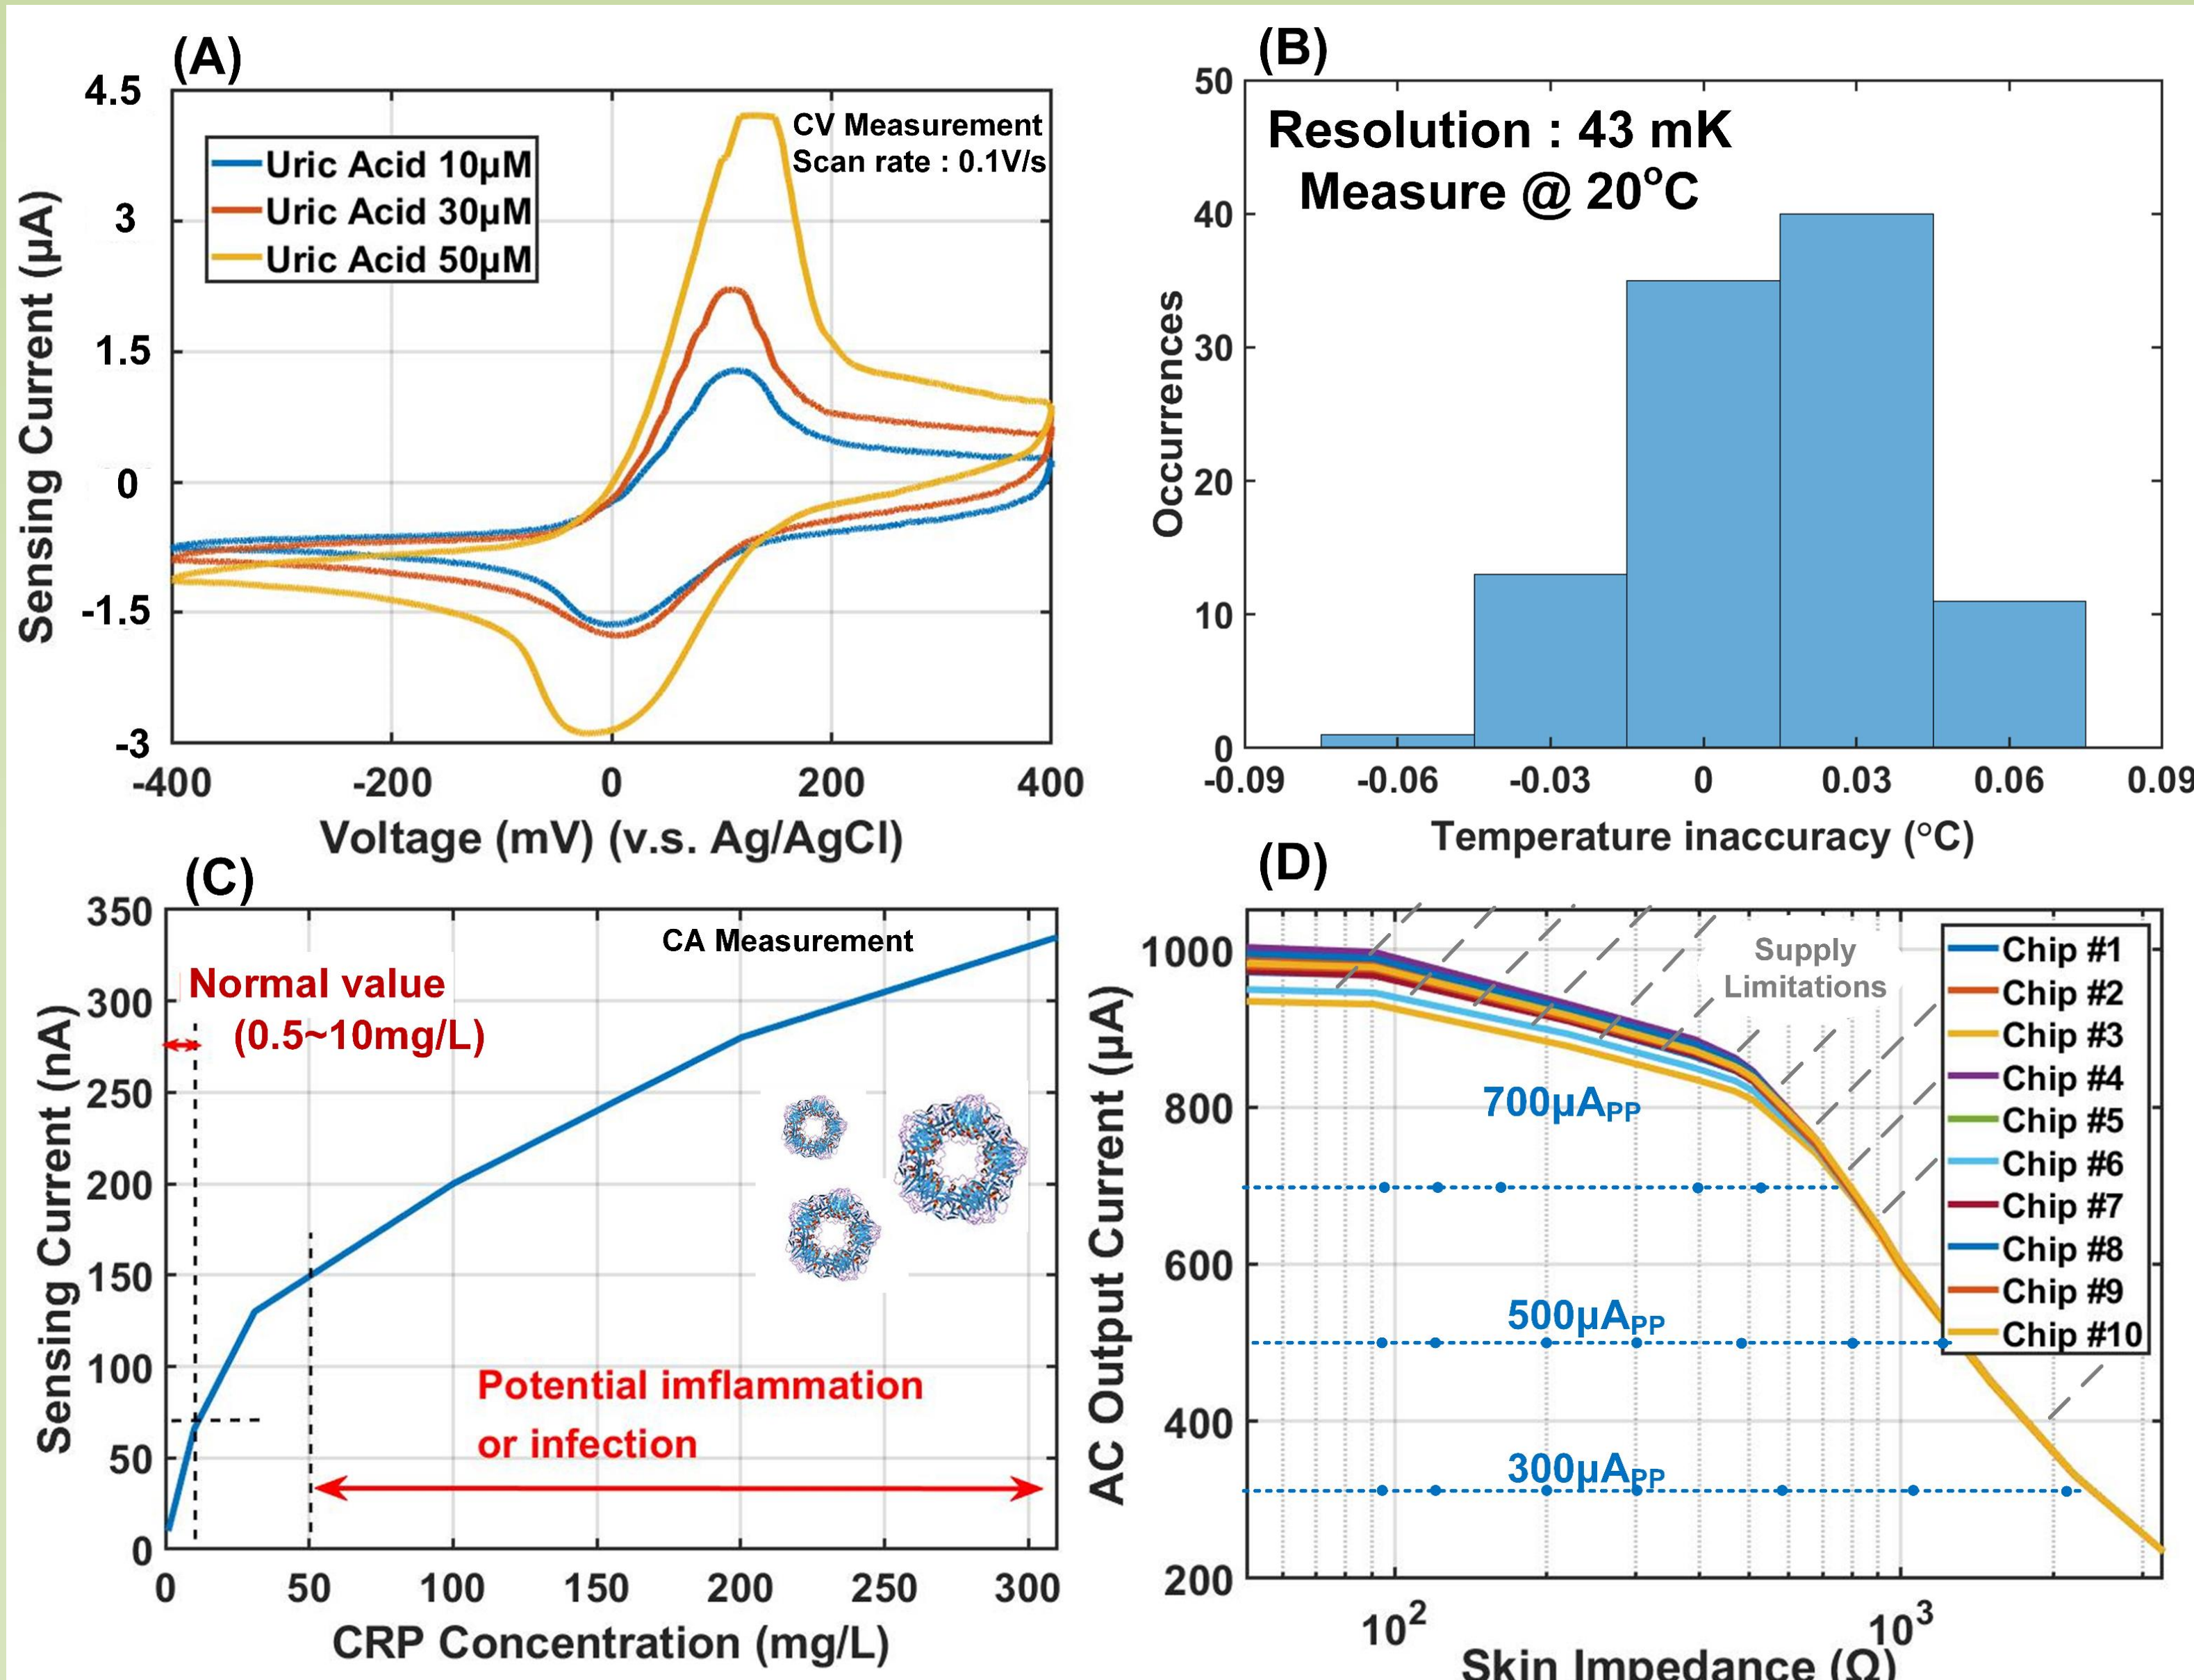 (A)
4.5
3
1.5
0
-1.5
-3
Sensing Current (µA)
Uric Acid 10µM
Uric Acid 30µM
Uric Acid 50µM
CV Measurement
Scan rate : 0.1V/s
-400 -200 0 200 400
Voltage (mV) (v.s. Ag/AgCl)
(B)
50
40
30
20
10
0
Occurrences
Resolution : 43 mK
Measure @ 20°C
-0.09 -0.06 -0.03 0 0.03 0.06 0.09
Temperature inaccuracy (°C)
(C)
350
300
250
200
150
100
50
0
Sensing Current (nA)
CA Measurement
Normal value
(0.5~10mg/L)
Potential imflammation
or infection
0 50 100 150 200 250 300
CRP Concentration (mg/L)
(D)
1000
800
600
400
200
AC Output Current (µA)
Supply
Limitations
700µAPP
500µAPP
300µAPP
Chip #1
Chip #2
Chip #3
Chip #4
Chip #5
Chip #6
Chip #7
Chip #8
Chip #9
Chip #10
10² 10³
Skin Impedance (Ω)